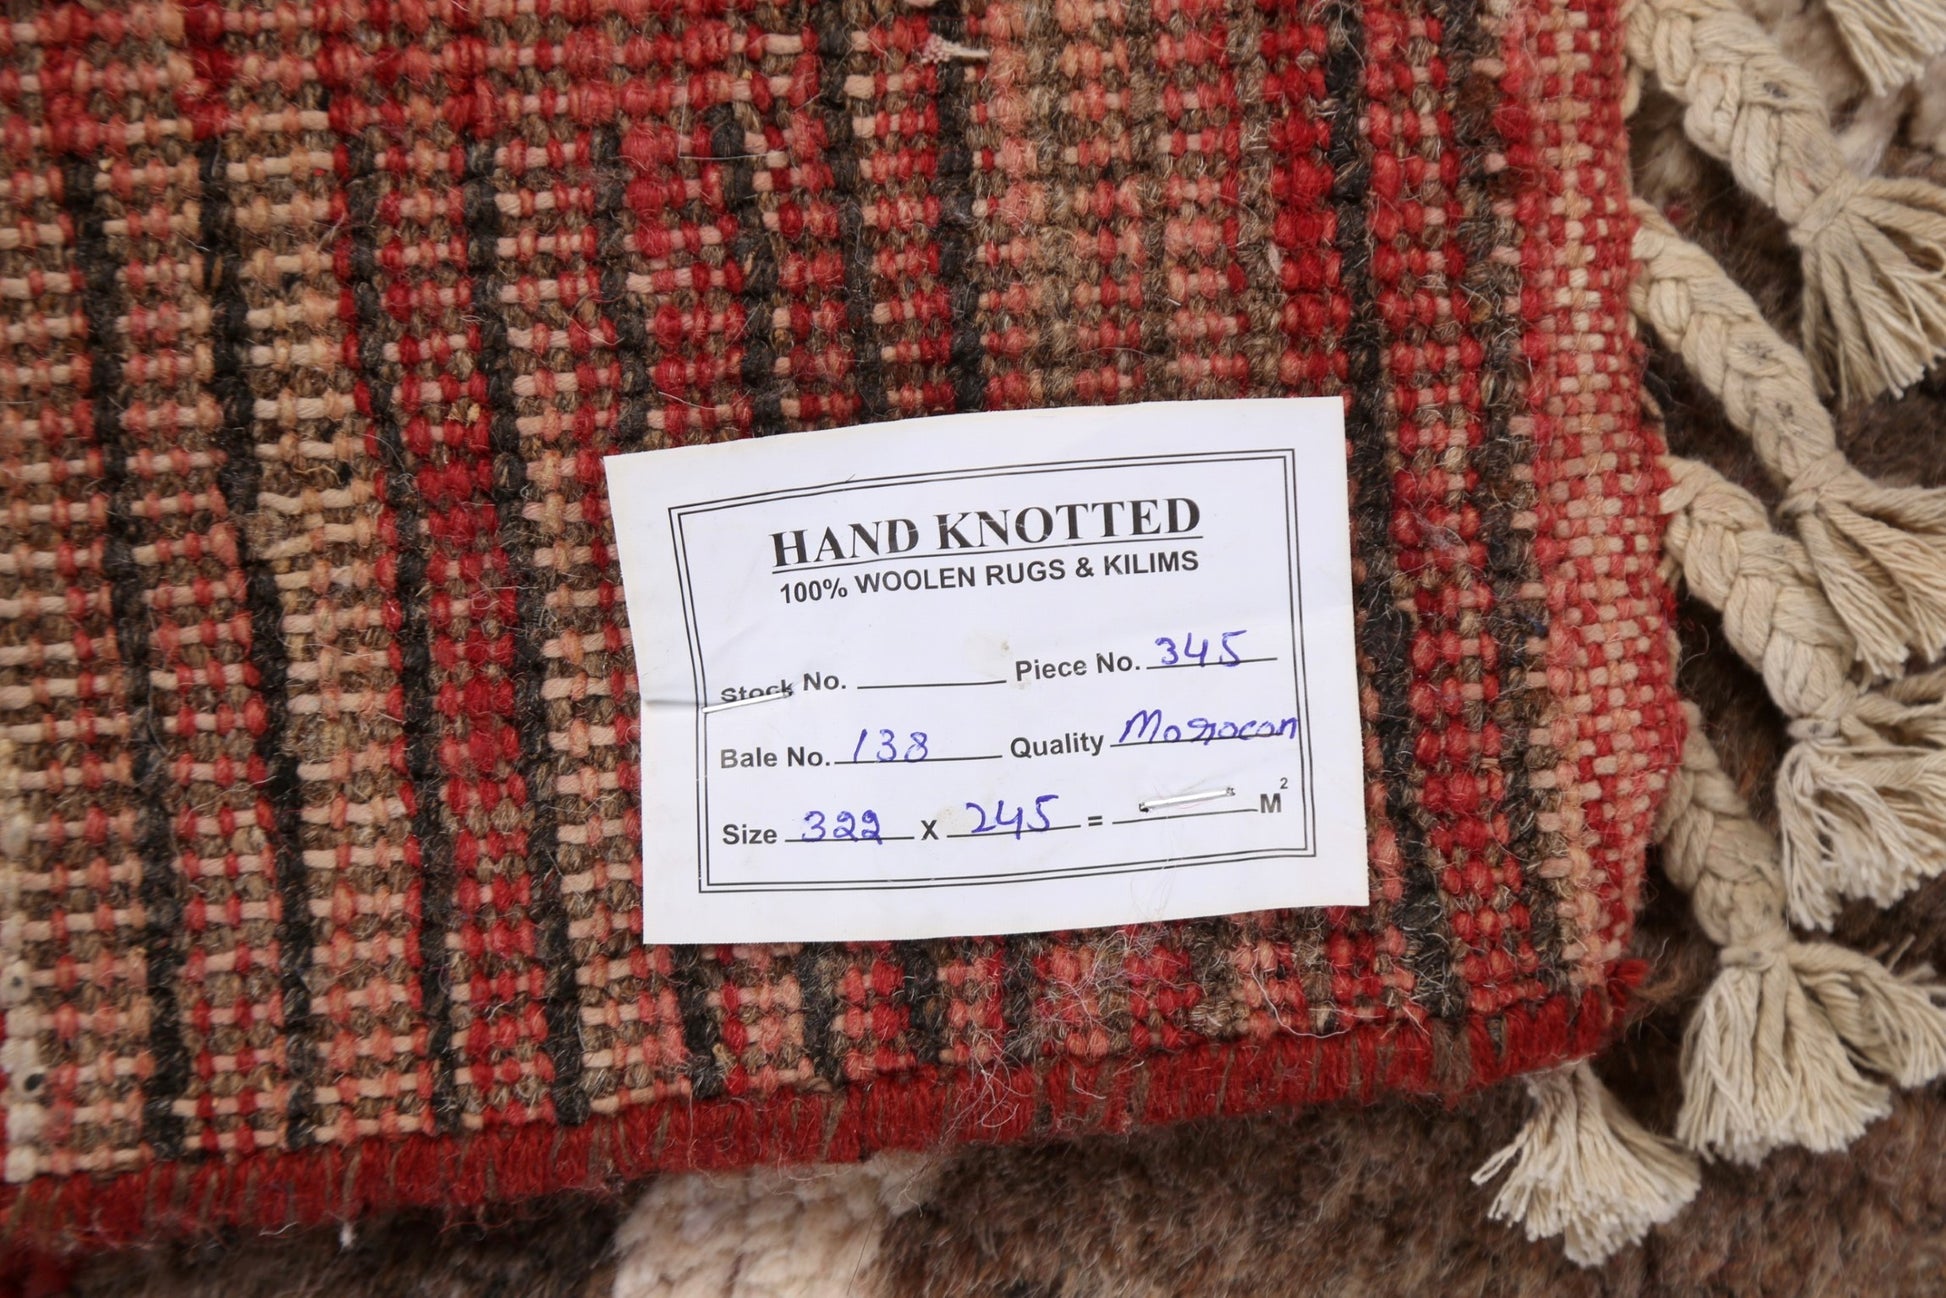 HAND KNOTTED
100% WOOLEN RUGS & KILIMS
Stock No. Piece No. 345
Bale No. 138 Quality Moroccan
Size 322 X 245 = M²